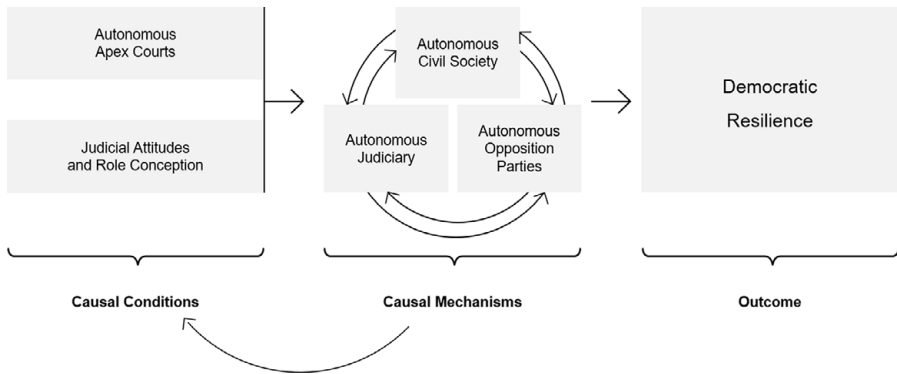 Autonomous
Apex Courts
Judicial Attitudes
and Role Conception
Autonomous
Civil Society
Autonomous
Judiciary
Autonomous
Opposition
Parties
Democratic
Resilience
Causal Conditions
Causal Mechanisms
Outcome